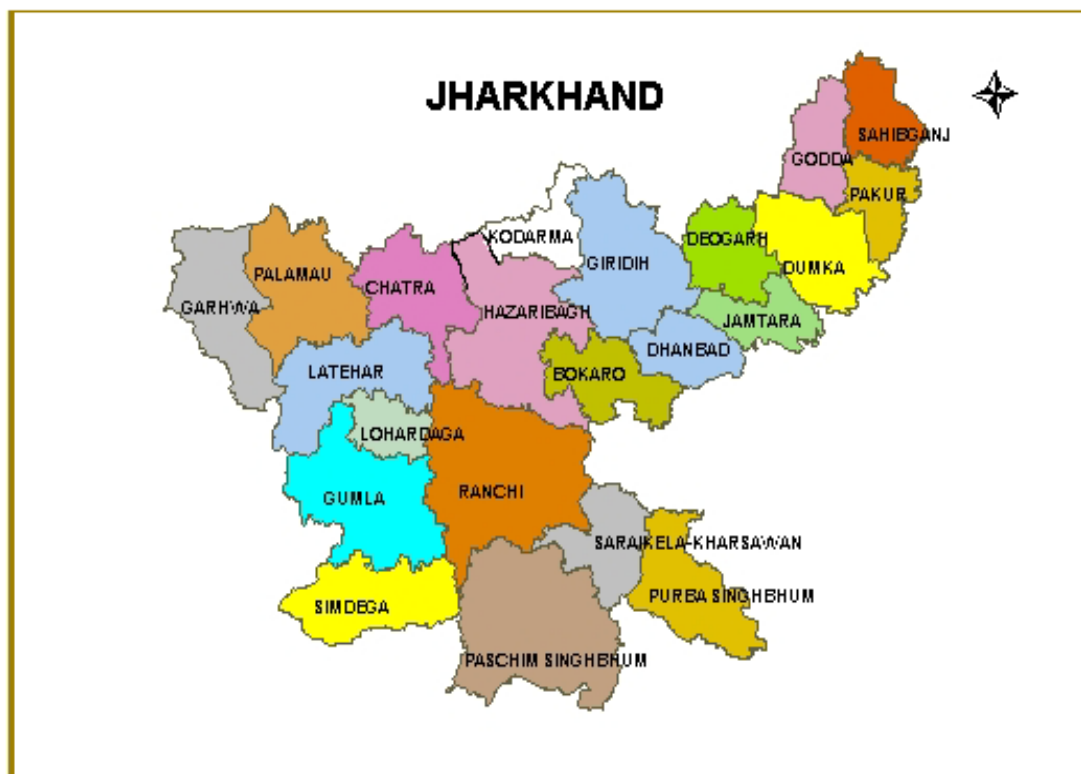 JHARKHAND
SAHIBGANJ
GODDA
PAKUR
KODARMA
DEOGARH
GIRIDIH
DUMKA
PALAMAU
CHATRA
GARHWA
HAZARIBAGH
JAMTARA
DHANBAD
LATEHAR
BOKARO
LOHARDAGA
RANCHI
GUMLA
SARAIKELA-KHARSAWAN
PURBA SINGHBHUM
SIMDEGA
PASCHIM SINGHBHUM